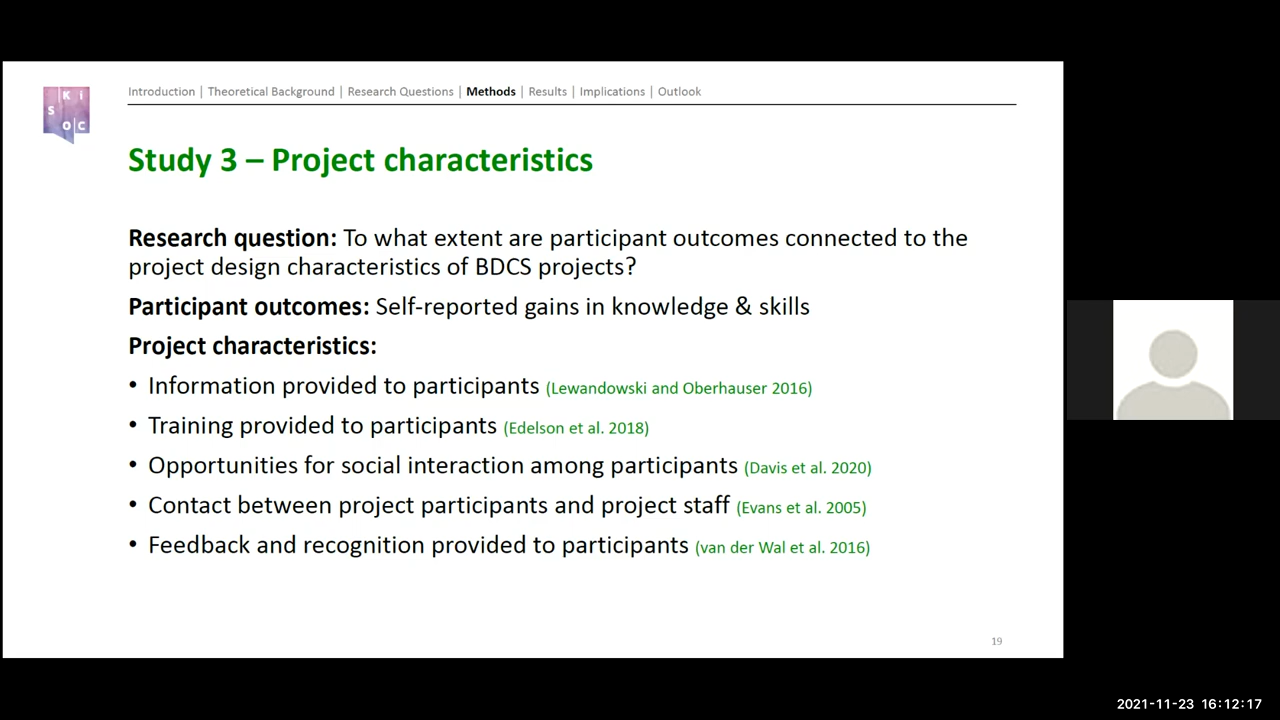 K i
S
O C
Introduction | Theoretical Background | Research Questions | Methods | Results | Implications | Outlook
Study 3 – Project characteristics
Research question: To what extent are participant outcomes connected to the
project design characteristics of BDCS projects?
Participant outcomes: Self-reported gains in knowledge & skills
Project characteristics:
• Information provided to participants (Lewandowski and Oberhauser 2016)
• Training provided to participants (Edelson et al. 2018)
• Opportunities for social interaction among participants (Davis et al. 2020)
• Contact between project participants and project staff (Evans et al. 2005)
• Feedback and recognition provided to participants (van der Wal et al. 2016)
19
2021-11-23 16:12:17